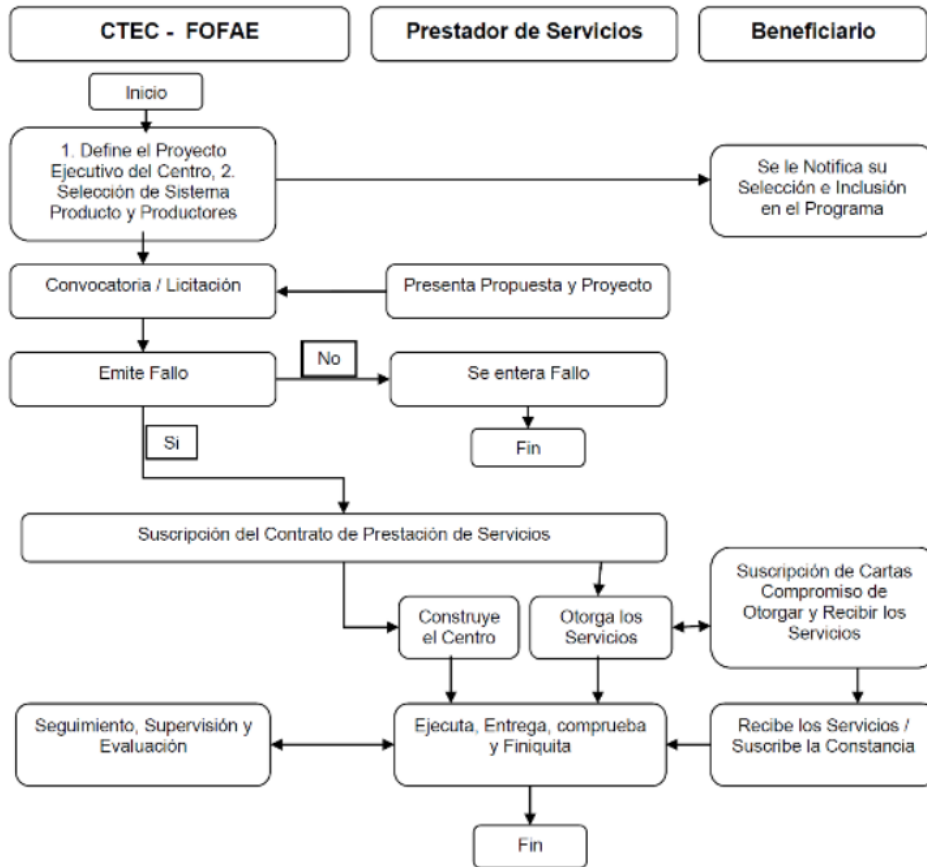 CTEC - FOFAE
Prestador de Servicios
Beneficiario
Inicio
1. Define el Proyecto
Ejecutivo del Centro, 2.
Selección de Sistema
Producto y Productores
Se le Notifica su
Selección e Inclusión
en el Programa
Convocatoria / Licitación
Presenta Propuesta y Proyecto
Emite Fallo
No
Se entera Fallo
Si
Fin
Suscripción del Contrato de Prestación de Servicios
Construye
el Centro
Otorga los
Servicios
Suscripción de Cartas
Compromiso de
Otorgar y Recibir los
Servicios
Seguimiento, Supervisión y
Evaluación
Ejecuta, Entrega, comprueba
y Finiquita
Recibe los Servicios /
Suscribe la Constancia
Fin